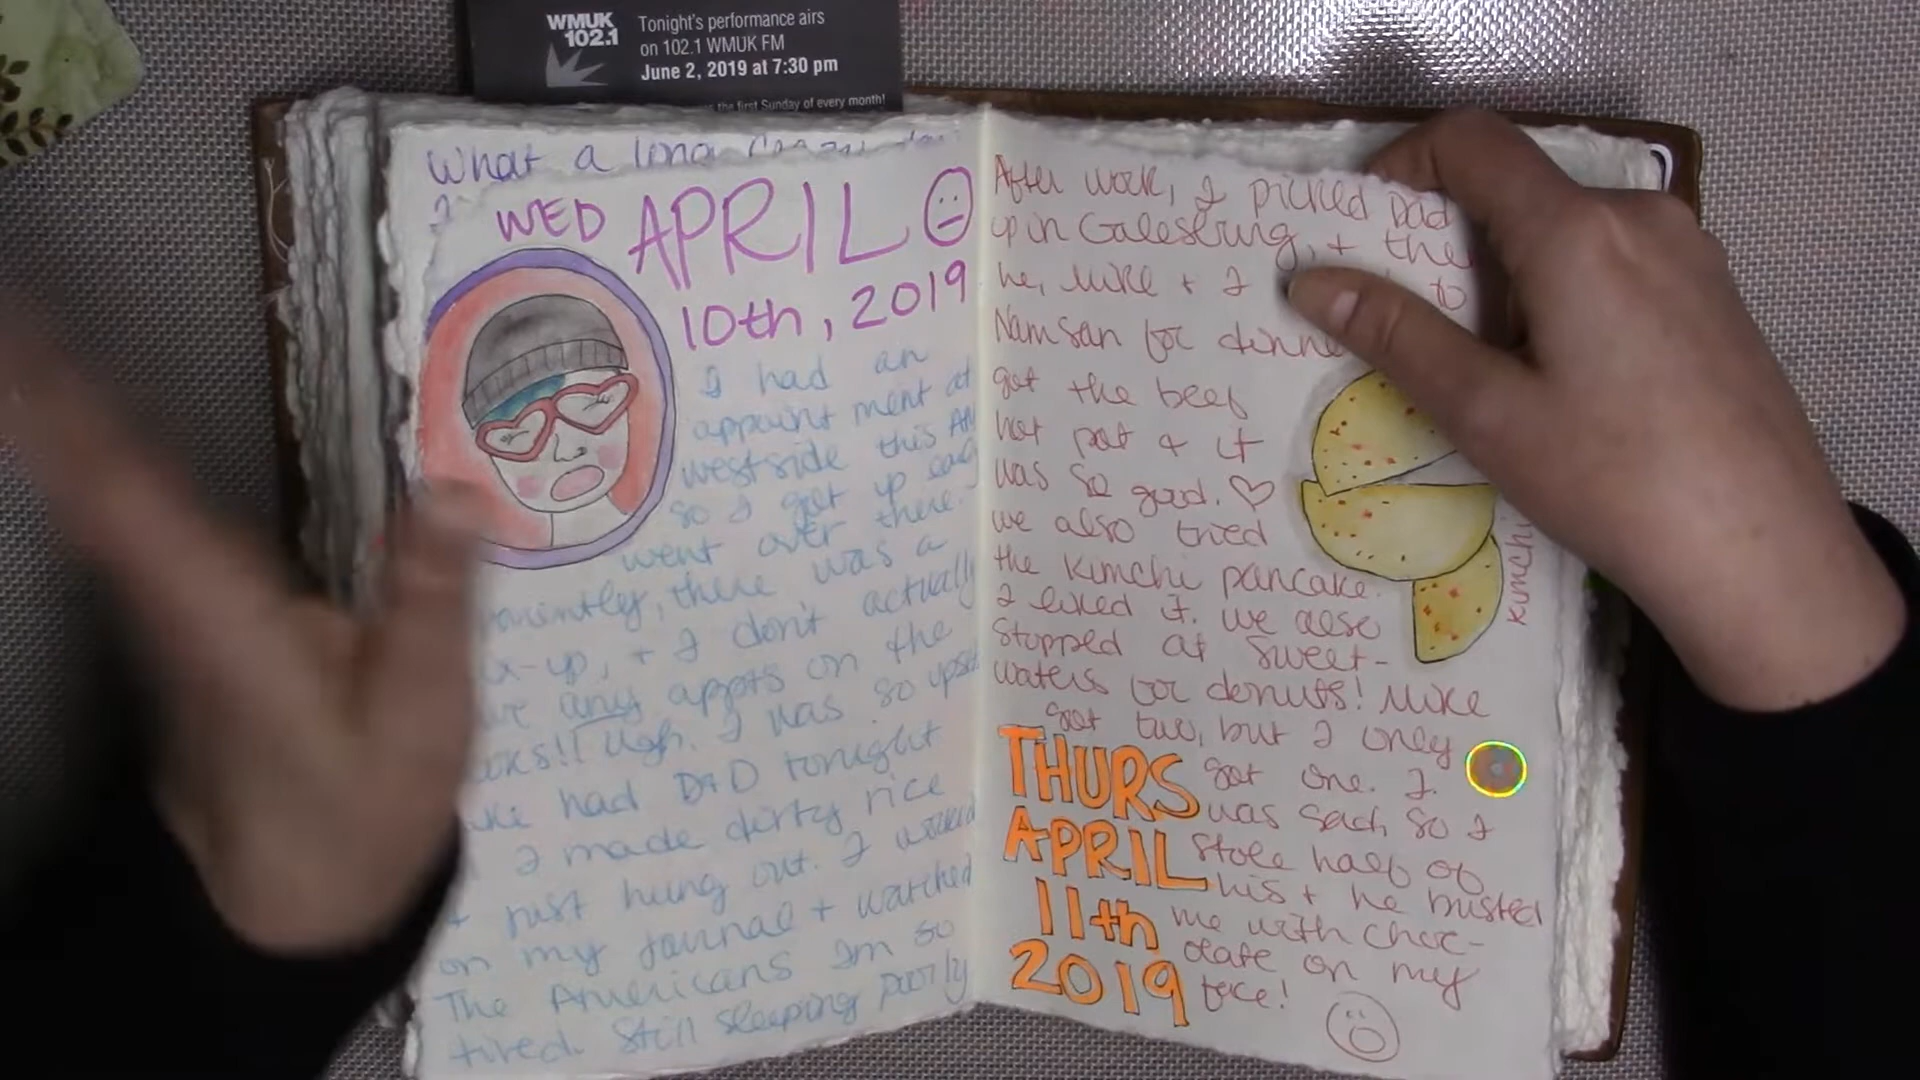 WMUK
102.1
Tonight's performance airs
on 102.1 WMUK FM
June 2, 2019 at 7:30 pm
the first Sunday of every month!
What a long
WED APRIL
10th, 2019
I had an
appointment at
westside this AM
so I got up
went over there.
there was a
-up, + I don't actually
any appts on the
!! Ugh. I was so
had D+D tonight
I made dirty rice
just hung out. I
on my journal + watched
The Americans I'm so
tired. Still sleeping poorly
After work, I picked Dad
up in Galesburg, + the
he, Mike + I to
Namsan for
got the beef
hot pot & it
was so good. ♡
we also tried
the kimchi pancake.
I liked it. We also
stopped at Sweet-
waters for donuts! Mike
got two, but I only
got one. I
was sad, so I
stole half of
his + he busted
me with choc-
olate on my
face!
THURS
APRIL
11th
2019
kimchi